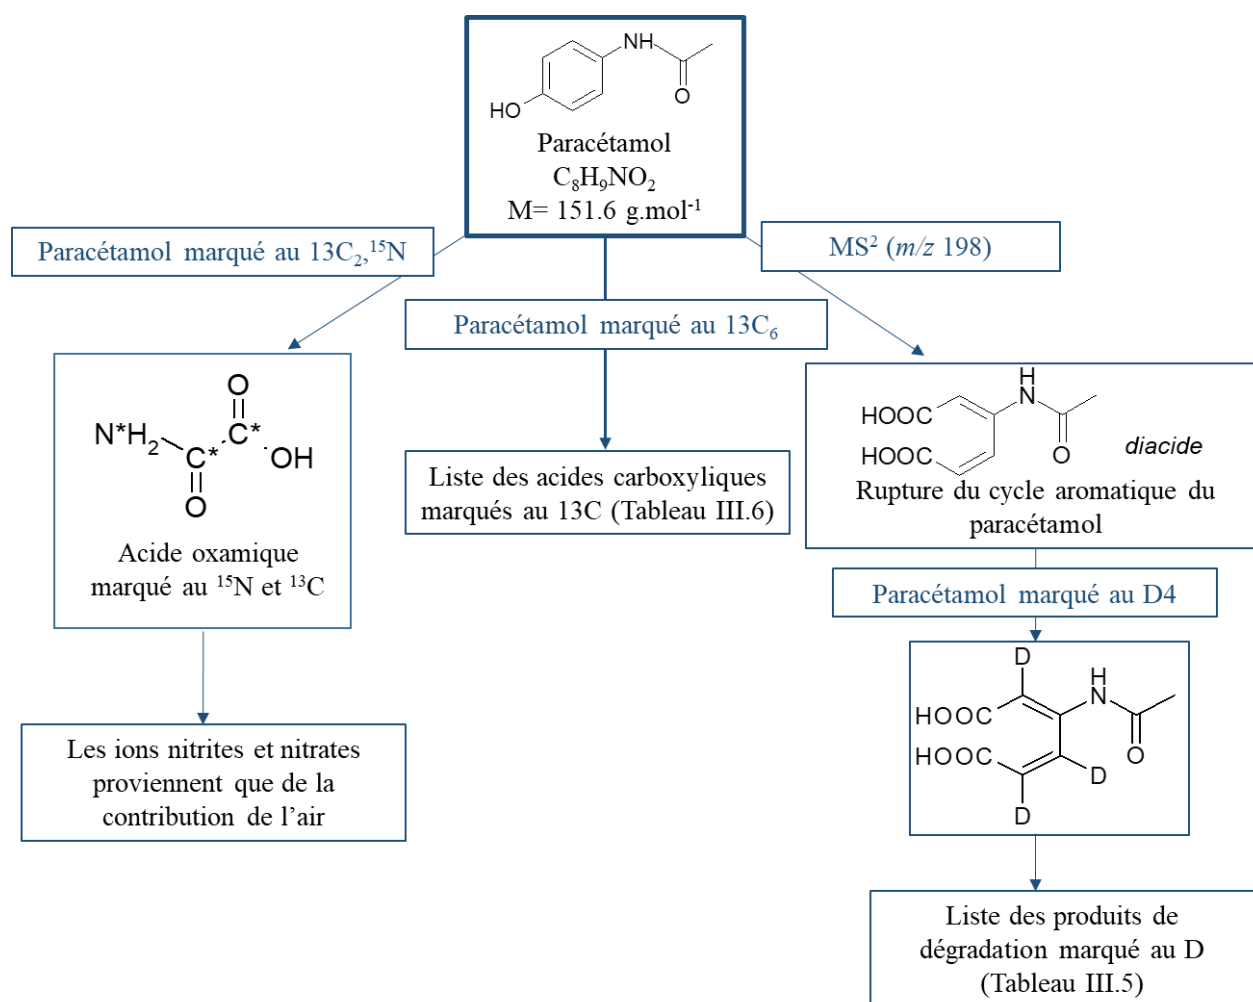 NH
O
HO
Paracétamol
C₈H₉NO₂
M= 151.6 g.mol⁻¹
Paracétamol marqué au 13C₂,¹⁵N
MS² (m/z 198)
Paracétamol marqué au 13C₆
O
N*H₂
C*
C*
OH
O
Acide oxamique
marqué au ¹⁵N et ¹³C
Liste des acides carboxyliques
marqués au 13C (Tableau III.6)
H
N
HOOC
HOOC
O
diacide
Rupture du cycle aromatique du
paracétamol
Paracétamol marqué au D4
D
H
N
HOOC
HOOC
O
D
D
Les ions nitrites et nitrates
proviennent que de la
contribution de l’air
Liste des produits de
dégradation marqué au D
(Tableau III.5)